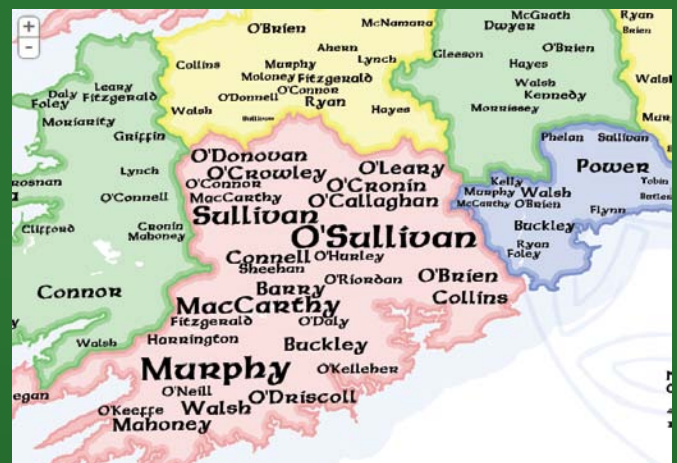 +
-
O'Brien
McNamara
Ahern
Collins
Murphy
Lynch
Moloney
Fitzgerald
O'Connor
O'Donnell
Ryan
Walsh
Hayes
Sullivan
McGrath
Dwyer
Ryan
Brien
Gleeson
O'Brien
Hayes
Walsh
Kennedy
Morrissey
Daly
Leary
Foley
Fitzgerald
Moriarity
Griffin
Lynch
O'Connell
Clifford
Cronin
Mahoney
Connor
Walsh
O'Donovan
O'Crowley
O'Leary
O'Connor
O'Cronin
MacCarthy
O'Callaghan
Sullivan
O'Sullivan
Connell
O'Hurley
Sheehan
O'Riordan
O'Brien
Barry
Collins
MacCarthy
Fitzgerald
O'Daly
Harrington
Buckley
Murphy
O'Kelleher
O'Neill
O'Driscoll
O'Keeffe
Walsh
Mahoney
Phelan
Sullivan
Power
Kelly
Murphy
Walsh
Tobin
McCarthy
O'Brien
Flynn
Buckley
Ryan
Foley